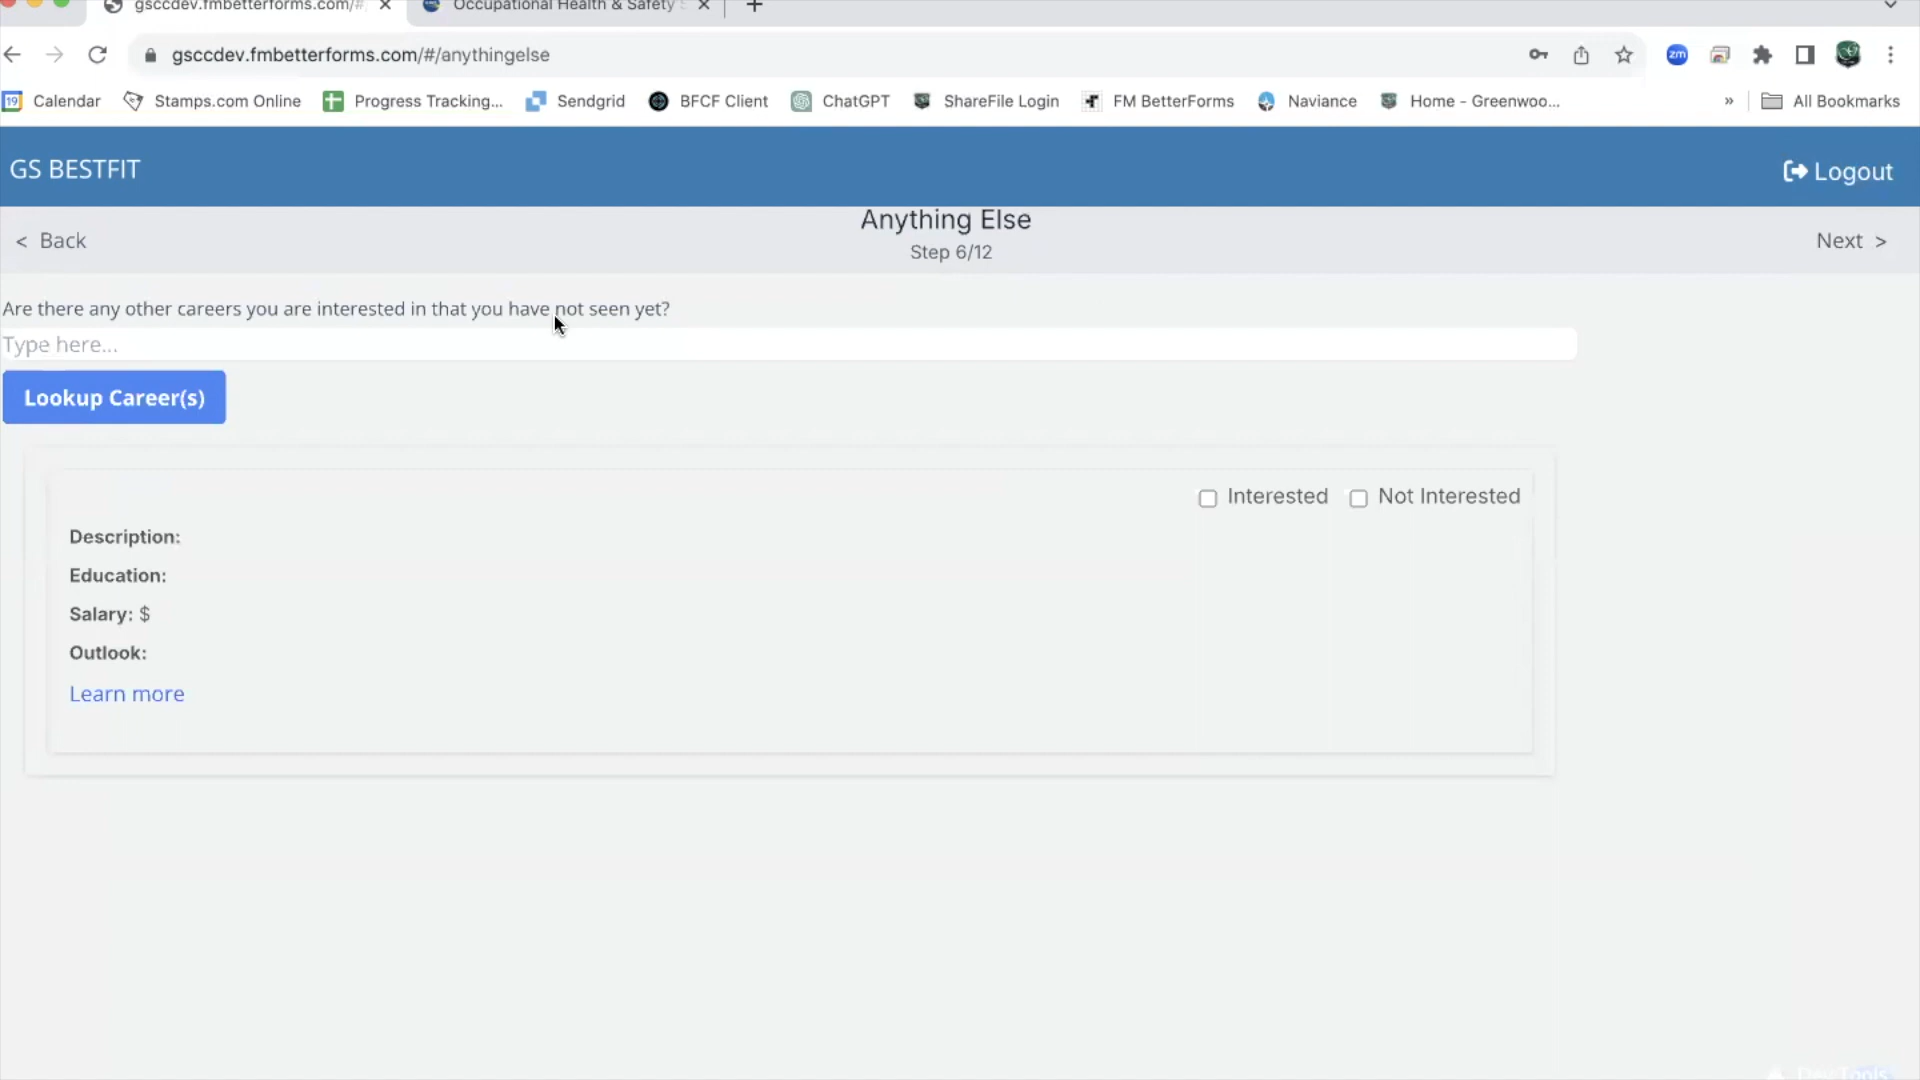 gsccdev.fmbetterforms.com/#
Occupational Health & Safety
gsccdev.fmbetterforms.com/#/anythingelse
zm
19 Calendar Stamps.com Online Progress Tracking... Sendgrid BFCF Client ChatGPT ShareFile Login FM BetterForms Naviance Home - Greenwoo... » All Bookmarks
GS BESTFIT
Logout
Anything Else
< Back
Next >
Step 6/12
Are there any other careers you are interested in that you have not seen yet?
Type here...
Lookup Career(s)
Interested Not Interested
Description:
Education:
Salary: $
Outlook:
Learn more